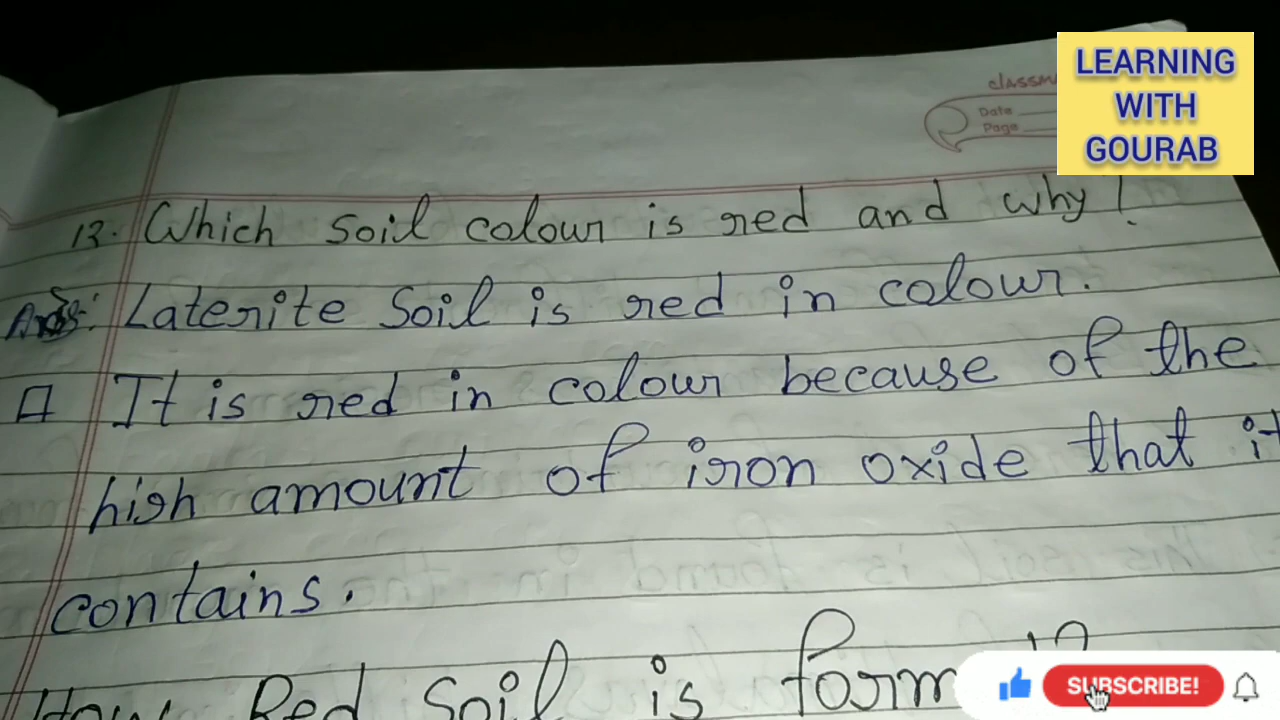 LEARNING
WITH
GOURAB
classm
Date
Page
13. Which soil colour is red and why!
Ans: Laterite Soil is red in colour.
It is red in colour because of the
high amount of iron oxide that it
contains.
How Red Soil is form
SUBSCRIBE!